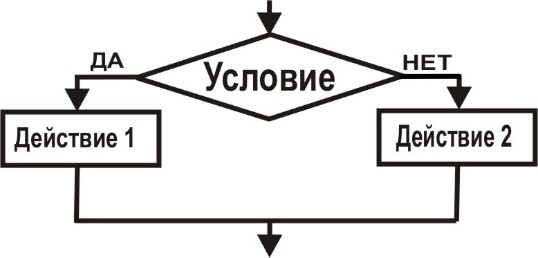 ДА
Условие
НЕТ
Действие 1
Действие 2